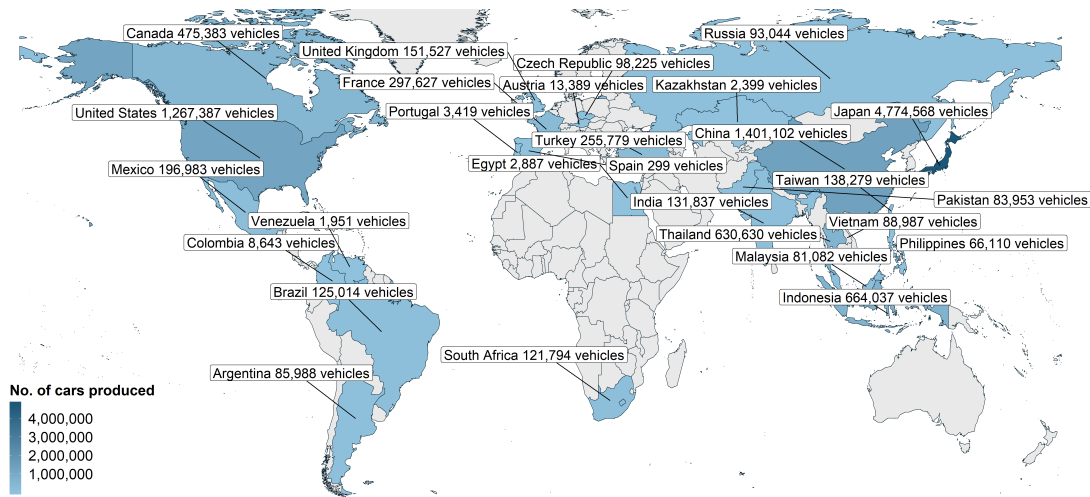 Canada 475,383 vehicles
Russia 93,044 vehicles
United Kingdom 151,527 vehicles
Czech Republic 98,225 vehicles
France 297,627 vehicles
Austria 13,389 vehicles
Kazakhstan 2,399 vehicles
Portugal 3,419 vehicles
Japan 4,774,568 vehicles
United States 1,267,387 vehicles
China 1,401,102 vehicles
Turkey 255,779 vehicles
Egypt 2,887 vehicles
Spain 299 vehicles
Mexico 196,983 vehicles
Taiwan 138,279 vehicles
Pakistan 83,953 vehicles
India 131,837 vehicles
Venezuela 1,951 vehicles
Vietnam 88,987 vehicles
Thailand 630,630 vehicles
Colombia 8,643 vehicles
Philippines 66,110 vehicles
Malaysia 81,082 vehicles
Brazil 125,014 vehicles
Indonesia 664,037 vehicles
South Africa 121,794 vehicles
Argentina 85,988 vehicles
No. of cars produced
4,000,000
3,000,000
2,000,000
1,000,000